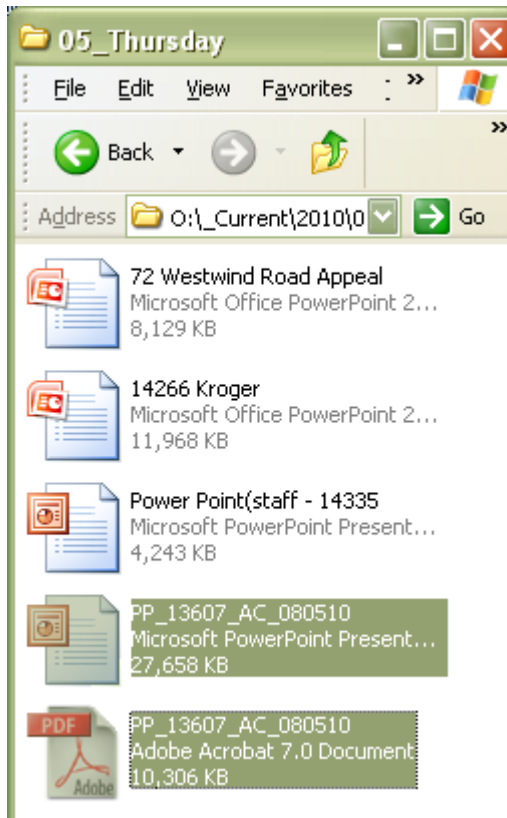 05_Thursday
File Edit View Favorites
Back
Address O:\_Current\2010\0 Go
72 Westwind Road Appeal
Microsoft Office PowerPoint 2...
8,129 KB
14266 Kroger
Microsoft Office PowerPoint 2...
11,968 KB
Power Point(staff - 14335
Microsoft PowerPoint Present...
4,243 KB
PP_13607_AC_080510
Microsoft PowerPoint Present...
27,658 KB
PDF
Adobe
PP_13607_AC_080510
Adobe Acrobat 7.0 Document
10,306 KB